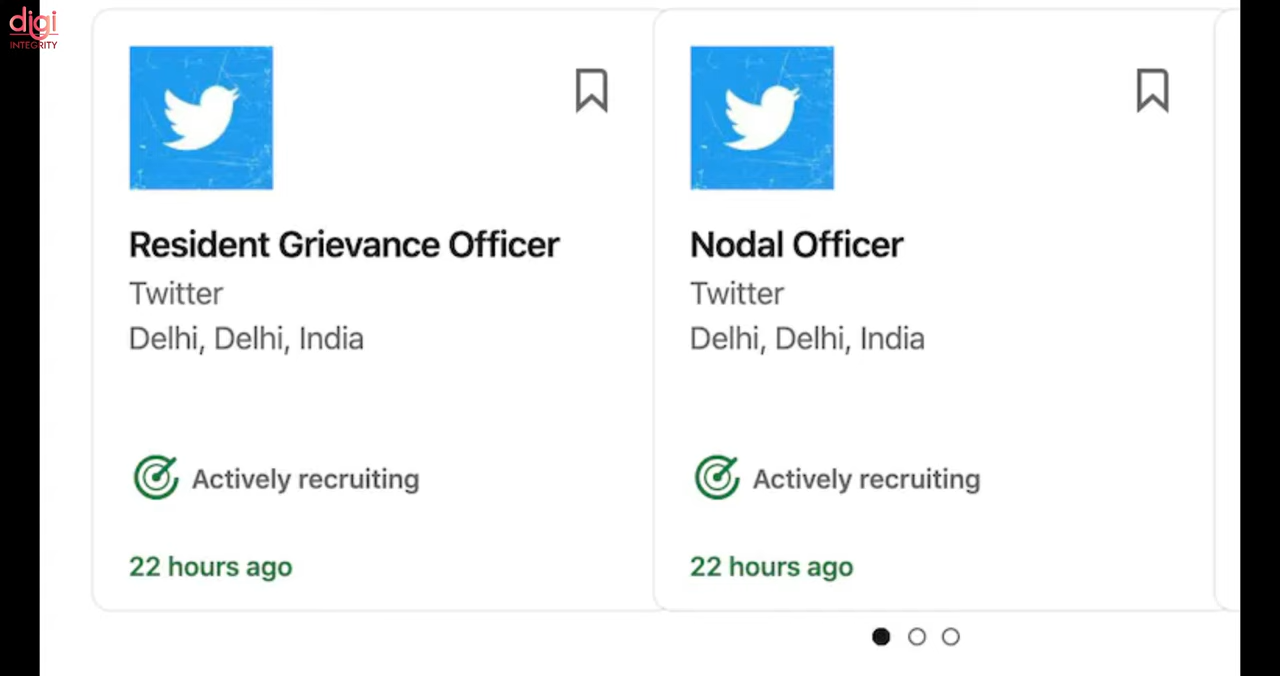 digi
INTEGRITY
Resident Grievance Officer
Twitter
Delhi, Delhi, India
Actively recruiting
22 hours ago
Nodal Officer
Twitter
Delhi, Delhi, India
Actively recruiting
22 hours ago